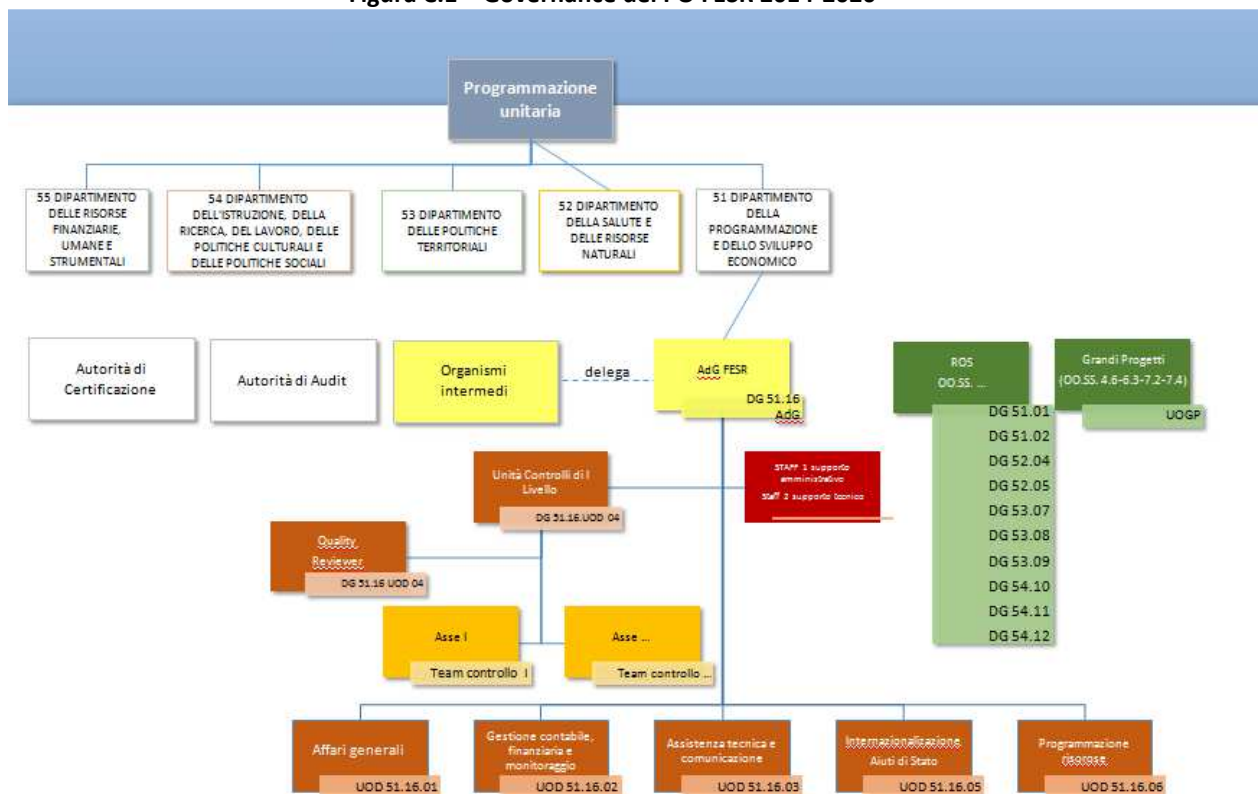 Programmazione
unitaria
55 DIPARTIMENTO
DELLE RISORSE
FINANZIARIE,
UMANE E
STRUMENTALI
54 DIPARTIMENTO
DELL'ISTRUZIONE, DELLA
RICERCA, DEL LAVORO, DELLE
POLITICHE CULTURALI E
DELLE POLITICHE SOCIALI
53 DIPARTIMENTO
DELLE POLITICHE
TERRITORIALI
52 DIPARTIMENTO
DELLA SALUTE E
DELLE RISORSE
NATURALI
51 DIPARTIMENTO
DELLA
PROGRAMMAZIONE
E DELLO SVILUPPO
ECONOMICO
Autorità di
Certificazione
Autorità di Audit
Organismi
intermedi
delega
AdG FESR
DG 51.16
AdG
ROS
OO.SS. ...
DG 51.01
DG 51.02
DG 52.04
DG 52.05
DG 53.07
DG 53.08
DG 53.09
DG 54.10
DG 54.11
DG 54.12
Grandi Progetti
(OO.SS. 4.6-6.3-7.2-7.4)
UOGP
Unità Controlli di I
Livello
DG 51.16.UOD 04
STAFF 1 supporto
amministrativo
Staff 2 supporto tecnico
Quality
Reviewer
DG 51.16 UOD 04
Asse I
Team controllo I
Asse ...
Team controllo ...
Affari generali
UOD 51.16.01
Gestione contabile,
finanziaria e
monitoraggio
UOD 51.16.02
Assistenza tecnica e
comunicazione
UOD 51.16.03
Internazionalizzazione
Aiuti di Stato
UOD 51.16.05
Programmazione
risorse
UOD 51.16.06